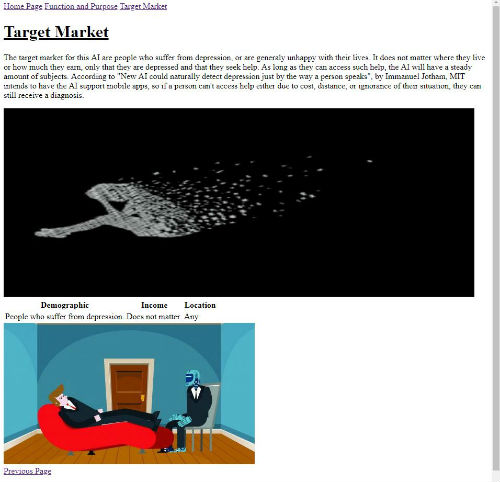 Home Page Function and Purpose Target Market
Target Market
The target market for this AI are people who suffer from depression, or are generaly unhappy with their lives. It does not matter where they live
or how much they earn, only that they are depressed and that they seek help. As long as they can access such help, the AI will have a steady
amount of subjects. According to "New AI could naturally detect depression just by the way a person speaks", by Immanuel Jotham, MIT
intends to have the AI support mobile apps, so if a person can't access help either due to cost, distance, or ignorance of their situation, they can
still receive a diagnosis.
Demographic Income Location
People who suffer from depression Does not matter Any
Previous Page